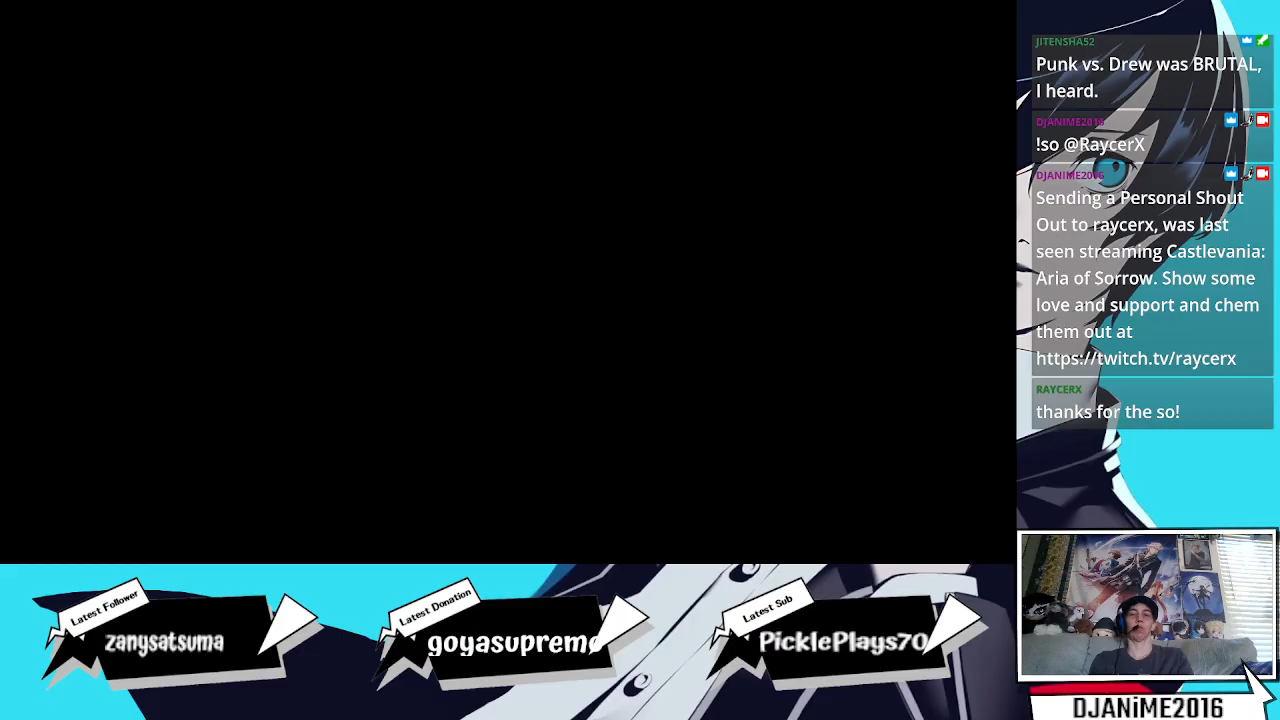 JITENSHA52
Punk vs. Drew was BRUTAL,
I heard.
DJANIME2016
!so @RaycerX
DJANIME2016
Sending a Personal Shout
Out to raycerx, was last
seen streaming Castlevania:
Aria of Sorrow. Show some
love and support and chem
them out at
https://twitch.tv/raycerx
RAYCERX
thanks for the so!
Latest Follower
zanysatsuma
Latest Donation
goyasupreme
Latest Sub
PicklePlays70
DJANiME2016